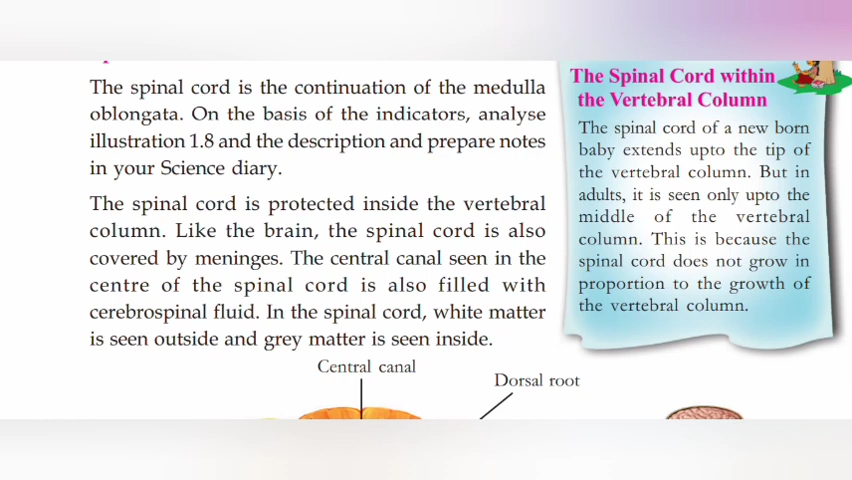 The spinal cord is the continuation of the medulla
oblongata. On the basis of the indicators, analyse
illustration 1.8 and the description and prepare notes
in your Science diary.
The spinal cord is protected inside the vertebral
column. Like the brain, the spinal cord is also
covered by meninges. The central canal seen in the
centre of the spinal cord is also filled with
cerebrospinal fluid. In the spinal cord, white matter
is seen outside and grey matter is seen inside.
Central canal
Dorsal root
The Spinal Cord within
the Vertebral Column
The spinal cord of a new born
baby extends upto the tip of
the vertebral column. But in
adults, it is seen only upto the
middle of the vertebral
column. This is because the
spinal cord does not grow in
proportion to the growth of
the vertebral column.